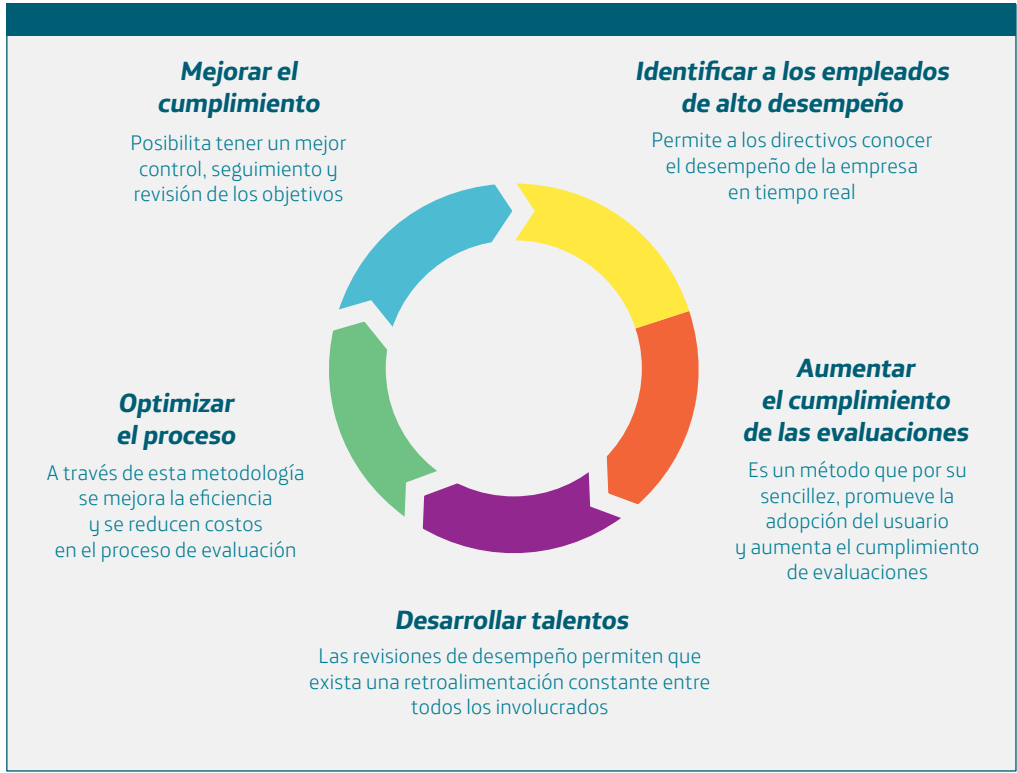 Mejorar el
cumplimiento
Posibilita tener un mejor
control, seguimiento y
revisión de los objetivos
Identificar a los empleados
de alto desempeño
Permite a los directivos conocer
el desempeño de la empresa
en tiempo real
Optimizar
el proceso
A través de esta metodología
se mejora la eficiencia
y se reducen costos
en el proceso de evaluación
Aumentar
el cumplimiento
de las evaluaciones
Es un método que por su
sencillez, promueve la
adopción del usuario
y aumenta el cumplimiento
de evaluaciones
Desarrollar talentos
Las revisiones de desempeño permiten que
exista una retroalimentación constante entre
todos los involucrados